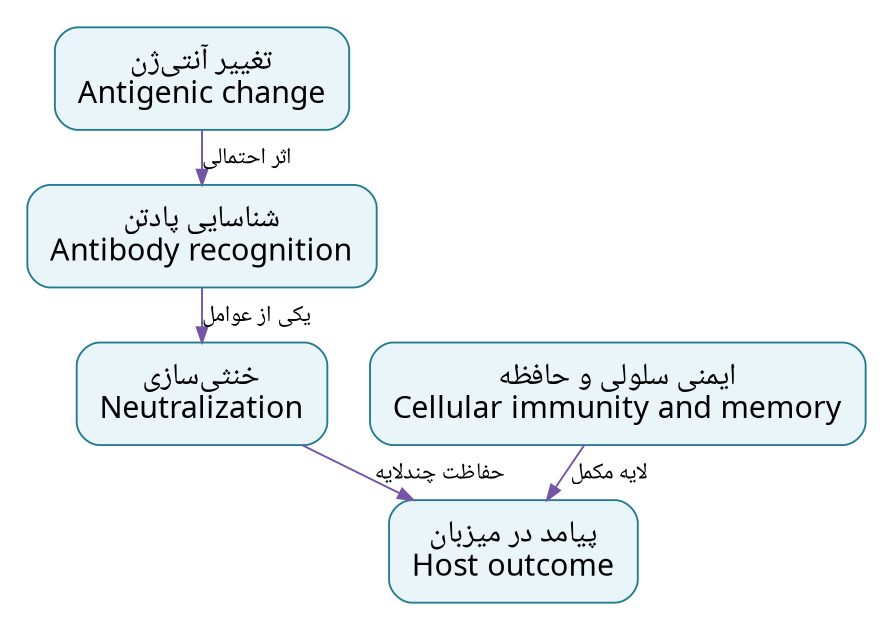 تغییر آنتی‌ژن
Antigenic change
اثر احتمالی
شناسایی پادتن
Antibody recognition
یکی از عوامل
خنثی‌سازی
Neutralization
ایمنی سلولی و حافظه
Cellular immunity and memory
حفاظت چندلایه
لایه مکمل
پیامد در میزبان
Host outcome